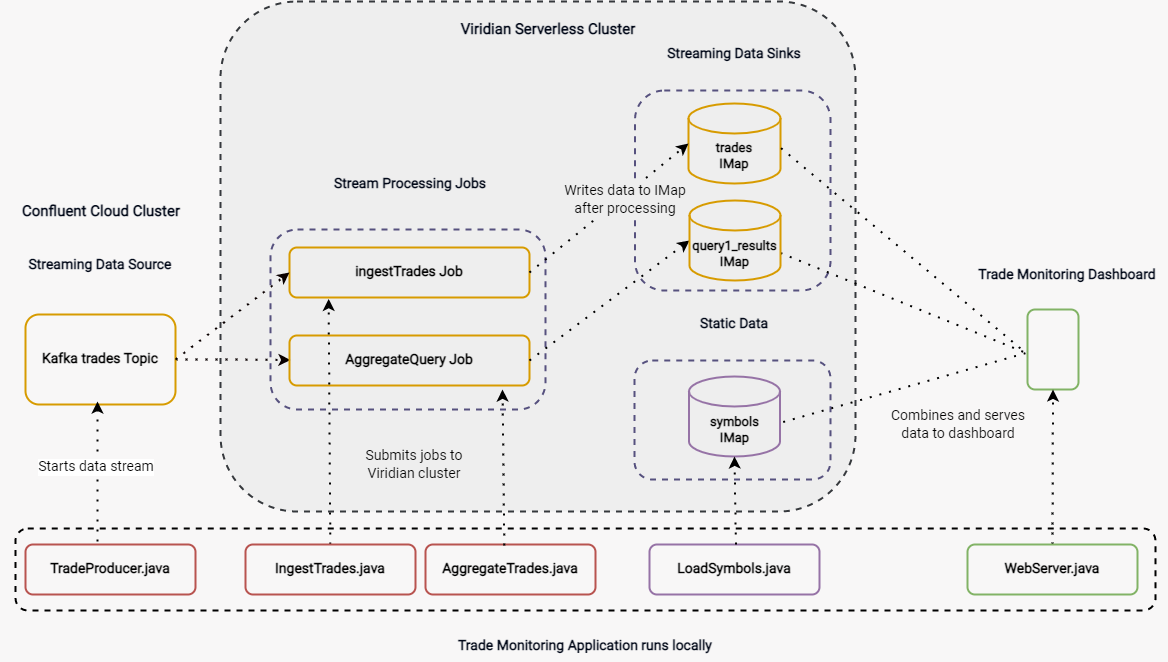 Viridian Serverless Cluster
Streaming Data Sinks
trades
IMap
Stream Processing Jobs
Writes data to IMap
after processing
Confluent Cloud Cluster
query1_results
IMap
Streaming Data Source
ingestTrades Job
Trade Monitoring Dashboard
Static Data
Kafka trades Topic
AggregateQuery Job
symbols
IMap
Combines and serves
data to dashboard
Starts data stream
Submits jobs to
Viridian cluster
TradeProducer.java
IngestTrades.java
AggregateTrades.java
LoadSymbols.java
WebServer.java
Trade Monitoring Application runs locally